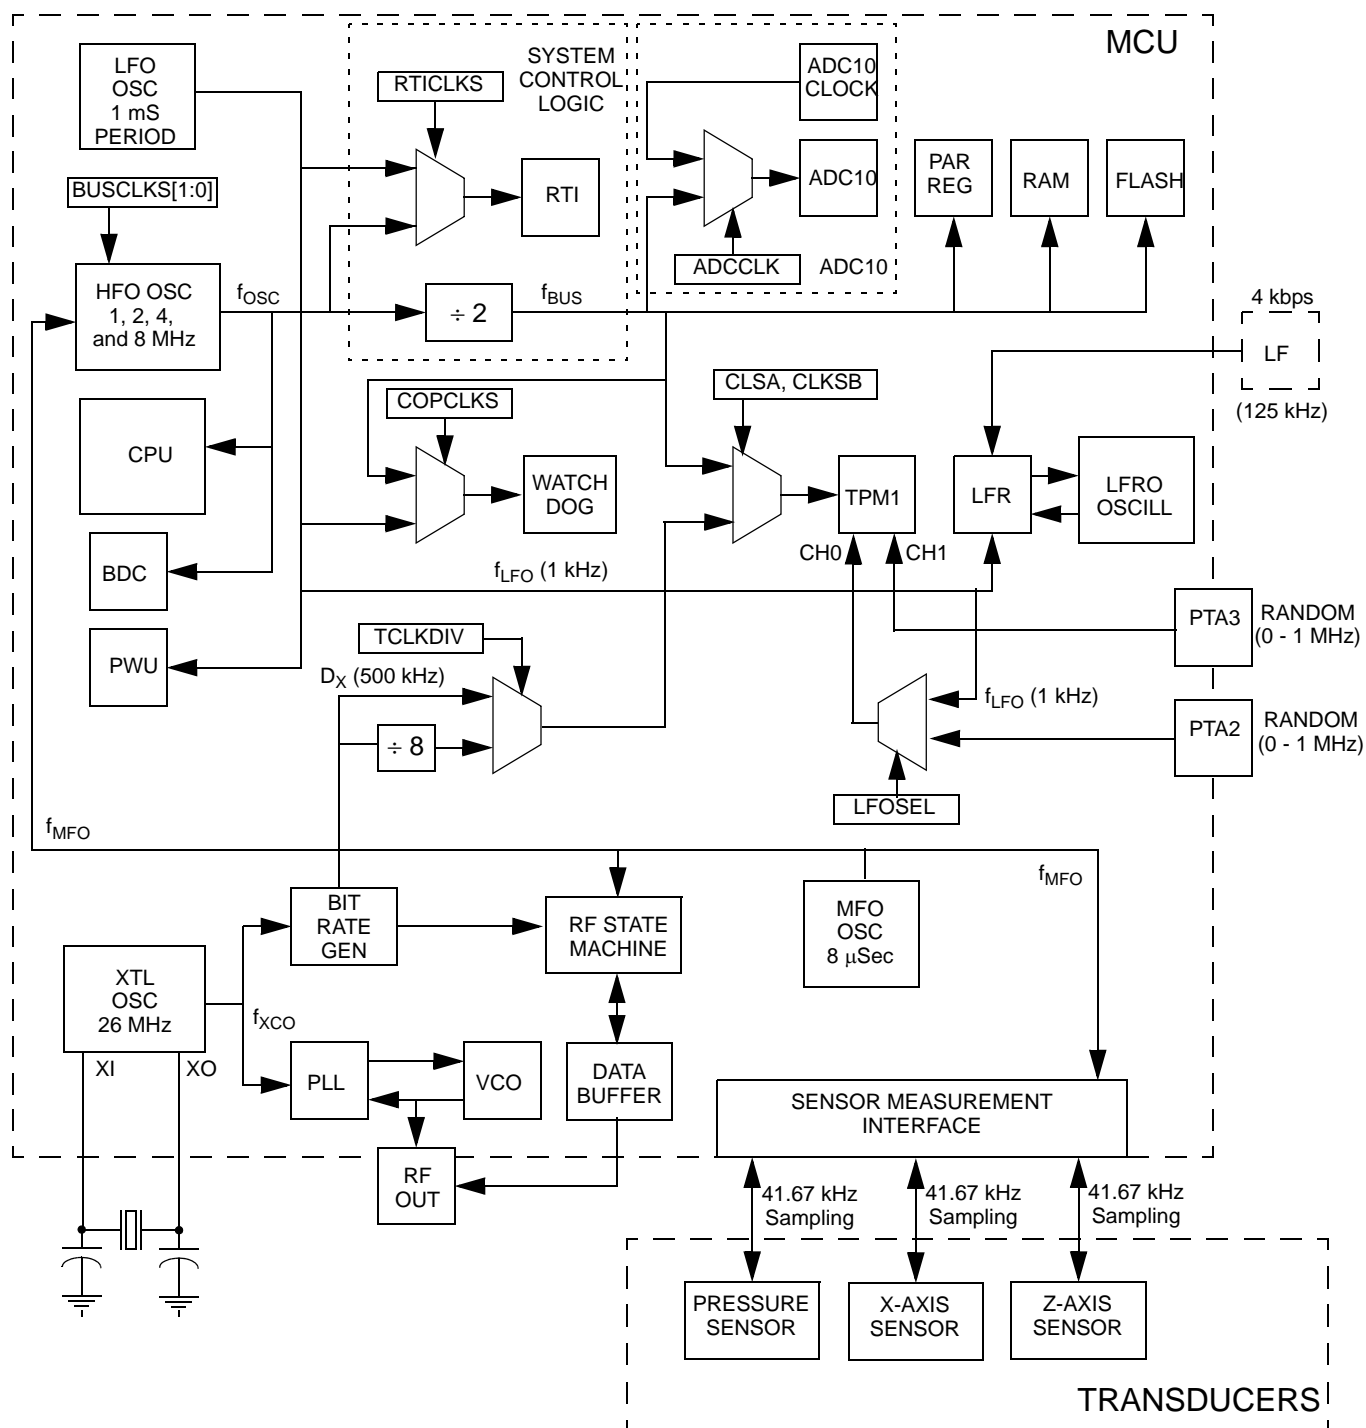 MCU
LFO
OSC
1 mS
PERIOD
SYSTEM
CONTROL
LOGIC
RTICLKS
ADC10
CLOCK
BUSCLKS[1:0]
RTI
ADC10
PAR
REG
RAM
FLASH
ADCCLK
ADC10
HFO OSC
1, 2, 4,
and 8 MHz
fOSC
÷ 2
fBUS
4 kbps
LF
(125 kHz)
CLSA, CLKSB
COPCLKS
CPU
WATCH
DOG
TPM1
LFR
LFRO
OSCILL
CH0
CH1
BDC
fLFO (1 kHz)
PTA3
RANDOM
(0 - 1 MHz)
TCLKDIV
PWU
DX (500 kHz)
fLFO (1 kHz)
PTA2
RANDOM
(0 - 1 MHz)
÷ 8
LFOSEL
fMFO
fMFO
BIT
RATE
GEN
RF STATE
MACHINE
MFO
OSC
8 μSec
XTL
OSC
26 MHz
fXCO
XI
XO
PLL
VCO
DATA
BUFFER
SENSOR MEASUREMENT
INTERFACE
RF
OUT
41.67 kHz
Sampling
41.67 kHz
Sampling
41.67 kHz
Sampling
PRESSURE
SENSOR
X-AXIS
SENSOR
Z-AXIS
SENSOR
TRANSDUCERS